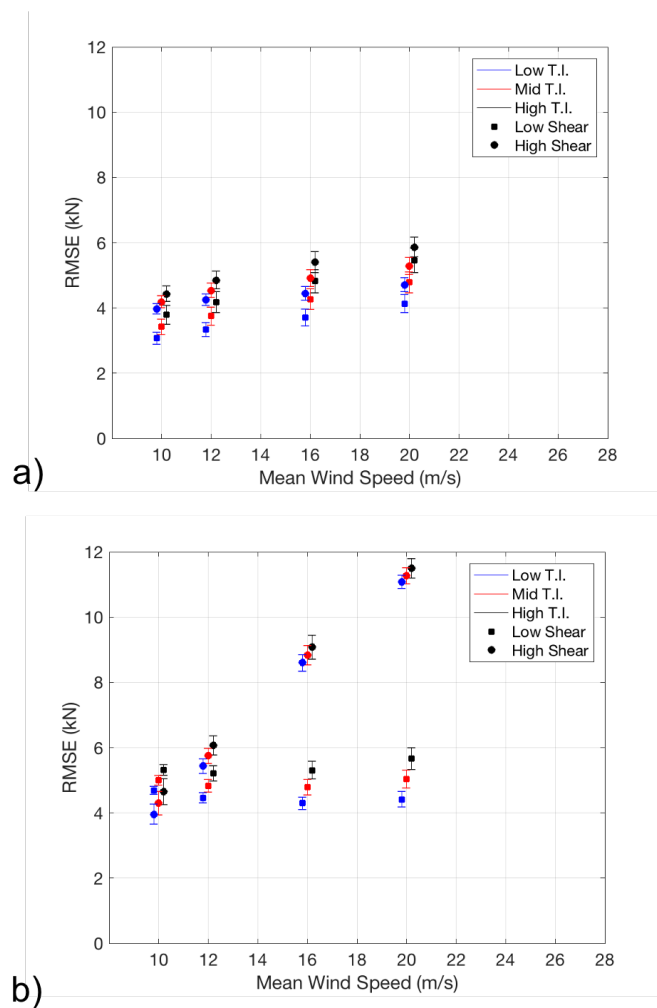 12
10
8
6
4
2
0
RMSE (kN)
10 12 14 16 18 20 22 24 26 28
Mean Wind Speed (m/s)
Low T.I.
Mid T.I.
High T.I.
Low Shear
High Shear
a)
12
10
8
6
4
2
0
RMSE (kN)
10 12 14 16 18 20 22 24 26 28
Mean Wind Speed (m/s)
Low T.I.
Mid T.I.
High T.I.
Low Shear
High Shear
b)